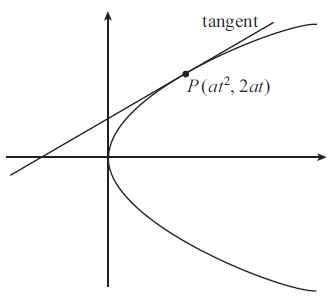 tangent
P(at², 2at)